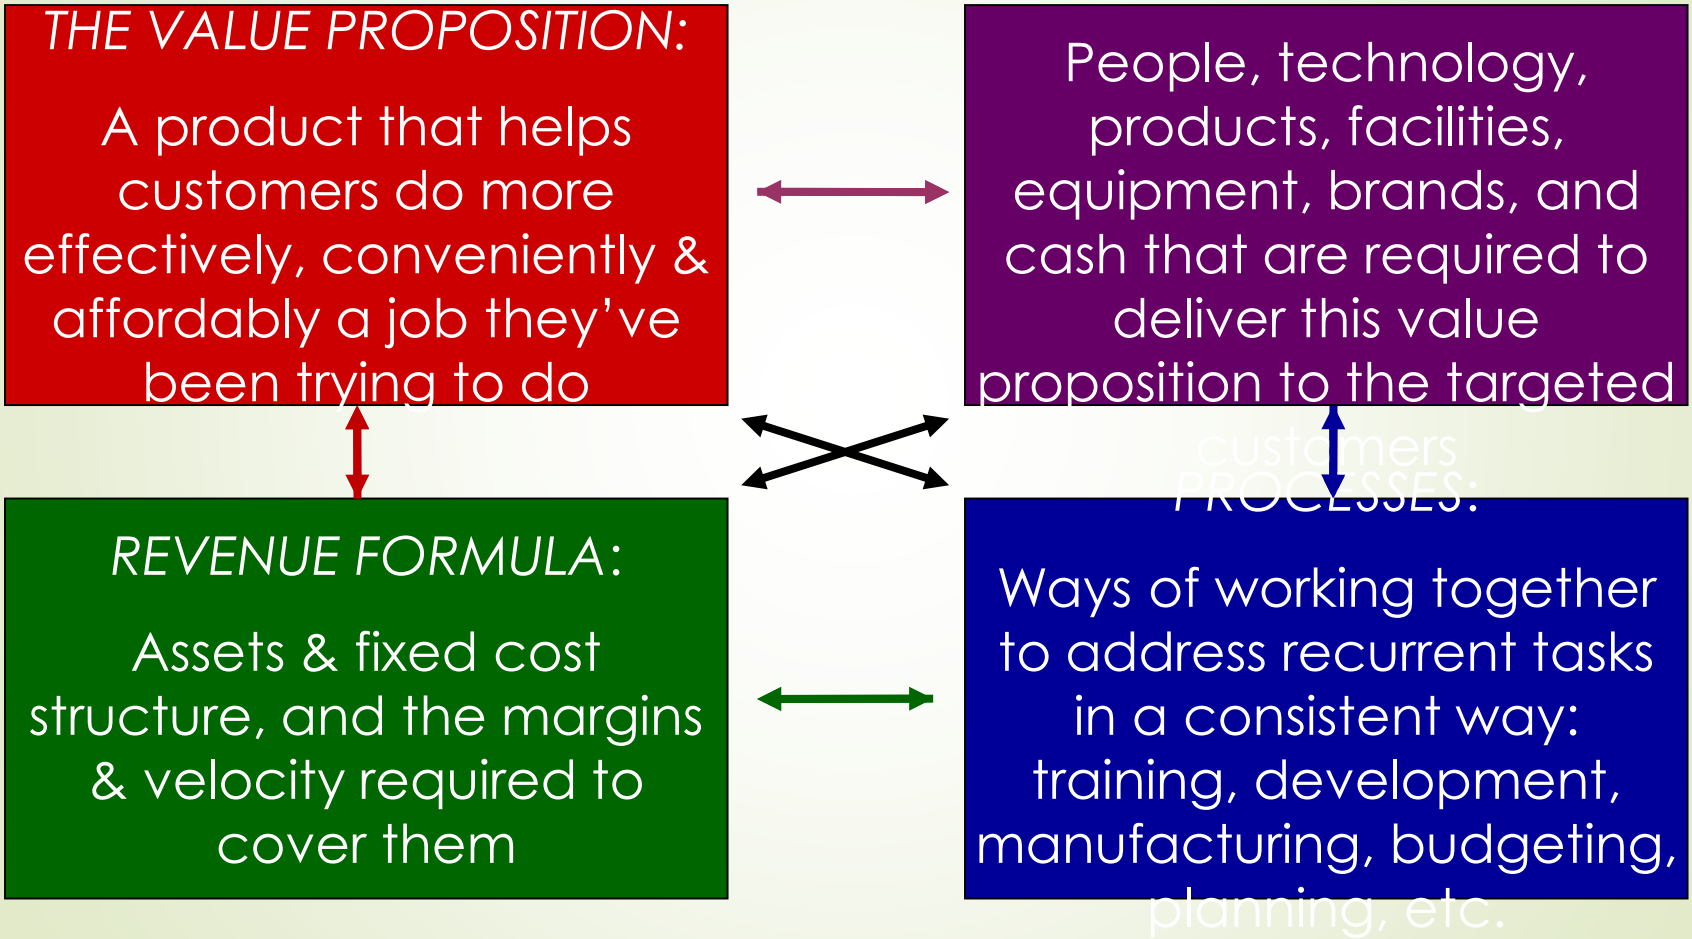 THE VALUE PROPOSITION:
A product that helps
customers do more
effectively, conveniently &
affordably a job they’ve
been trying to do
People, technology,
products, facilities,
equipment, brands, and
cash that are required to
deliver this value
proposition to the targeted
customers
REVENUE FORMULA:
Assets & fixed cost
structure, and the margins
& velocity required to
cover them
PROCESSES:
Ways of working together
to address recurrent tasks
in a consistent way:
training, development,
manufacturing, budgeting,
planning, etc.